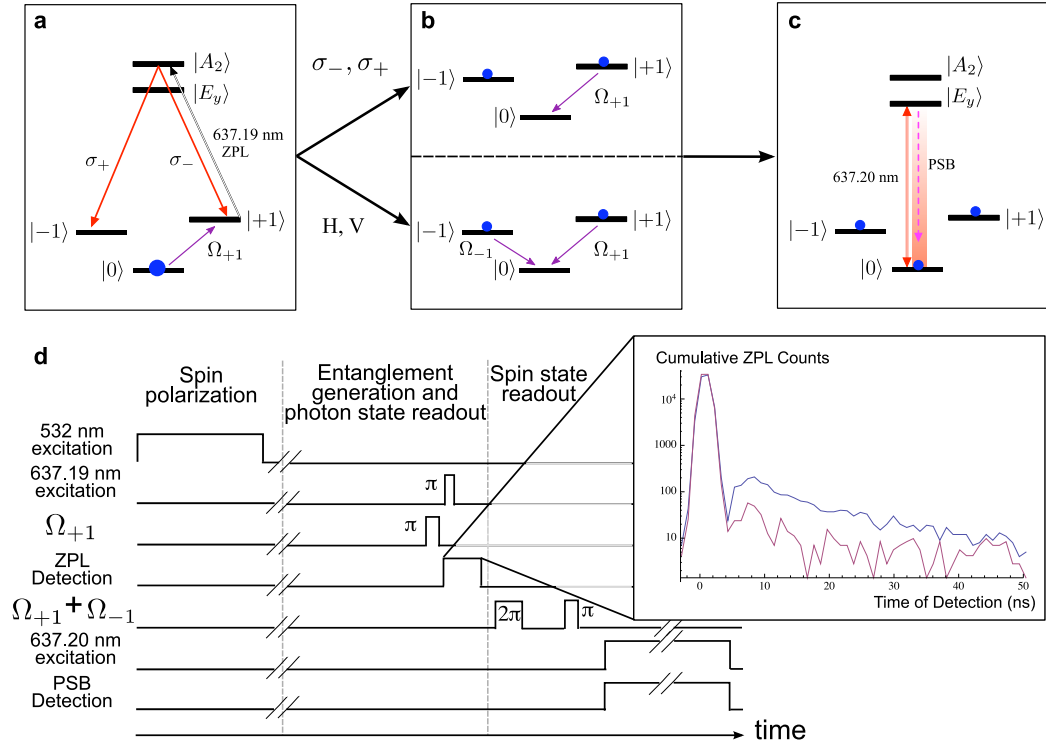 a
|A₂⟩
|E_y⟩
637.19 nm
ZPL
σ₊
σ₋
|−1⟩
|+1⟩
|0⟩
Ω₊₁
σ₋, σ₊
H, V
b
|−1⟩
|+1⟩
Ω₊₁
|0⟩
|−1⟩
|+1⟩
Ω₋₁
Ω₊₁
|0⟩
c
|A₂⟩
|E_y⟩
637.20 nm
PSB
|−1⟩
|+1⟩
|0⟩
d
Spin
polarization
Entanglement
generation and
photon state readout
Spin state
readout
532 nm
excitation
637.19 nm
excitation
π
Ω₊₁
π
ZPL
Detection
Ω₊₁ + Ω₋₁
2π
π
637.20 nm
excitation
PSB
Detection
time
Cumulative ZPL Counts
10⁴
1000
100
10
0 10 20 30 40 50
Time of Detection (ns)